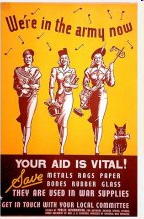 We're in the army now
YOUR AID IS VITAL!
Save METALS RAGS PAPER
BONES RUBBER GLASS
THEY ARE USED IN WAR SUPPLIES
GET IN TOUCH WITH YOUR LOCAL COMMITTEE